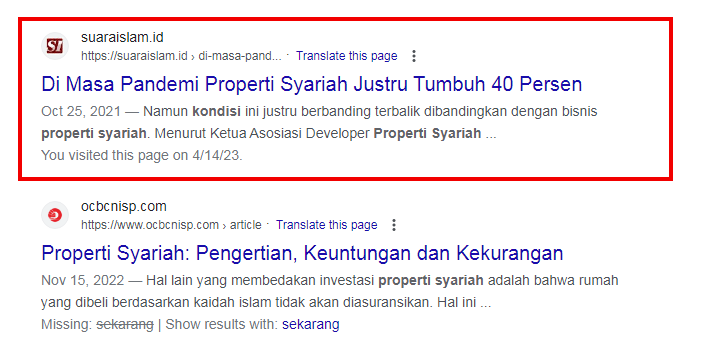 suaraislam.id
https://suaraislam.id › di-masa-pand... · Translate this page
Di Masa Pandemi Properti Syariah Justru Tumbuh 40 Persen
Oct 25, 2021 — Namun kondisi ini justru berbanding terbalik dibandingkan dengan bisnis
properti syariah. Menurut Ketua Asosiasi Developer Properti Syariah ...
You visited this page on 4/14/23.
ocbcnisp.com
https://www.ocbcnisp.com › article · Translate this page
Properti Syariah: Pengertian, Keuntungan dan Kekurangan
Nov 15, 2022 — Hal lain yang membedakan investasi properti syariah adalah bahwa rumah
yang dibeli berdasarkan kaidah islam tidak akan diasuransikan. Hal ini ...
Missing: sekarang | Show results with: sekarang